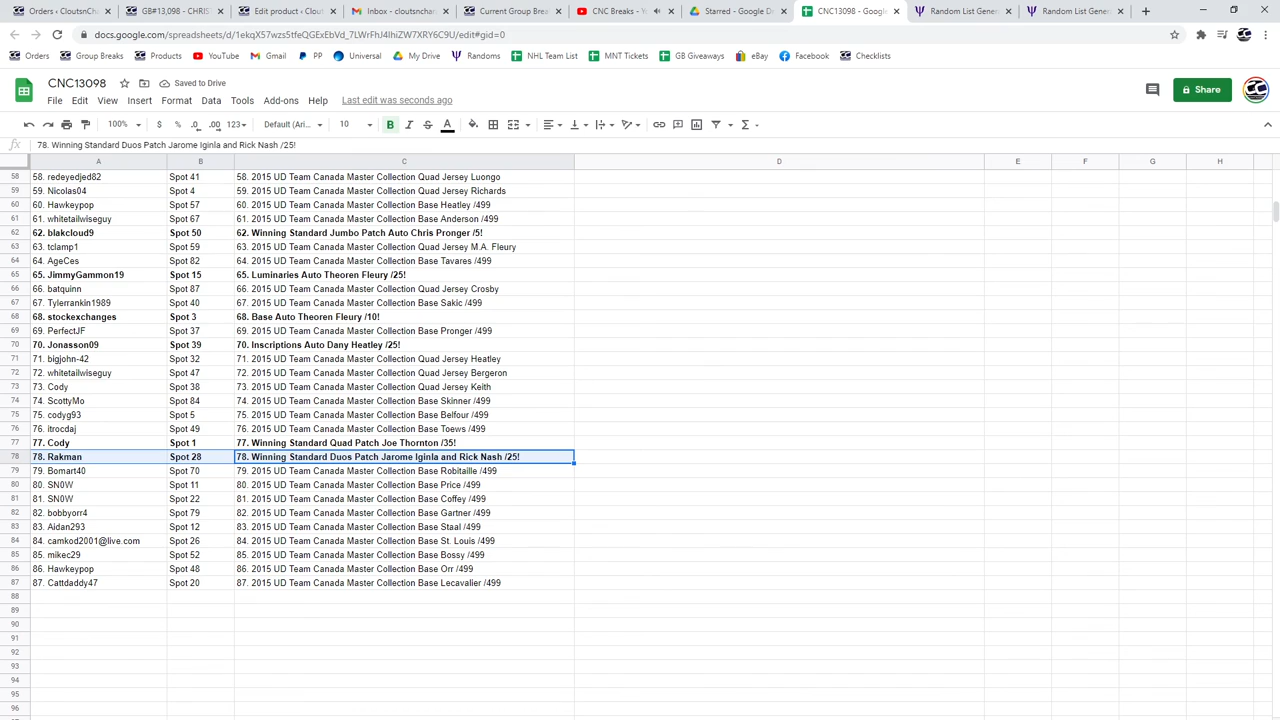 Orders « CloutsnCh
GB#13,098 - CHRIS
Edit product « Clou
Inbox - cloutsnchar
Current Group Brea
CNC Breaks - Y
Starred - Google D
CNC13098 - Google
Random List Gener
Random List Gener
docs.google.com/spreadsheets/d/
/edit#gid=0
Orders
Group Breaks
Products
YouTube
Gmail
PP
Universal
My Drive
Randoms
NHL Team List
MNT Tickets
GB Giveaways
eBay
Facebook
Checklists
CNC13098
Saved to Drive
Share
File Edit View Insert Format Data Tools Add-ons Help Last edit was seconds ago
100% $ % .0 .00 123 Default (Ari... 10 B I S A
fx 78. Winning Standard Duos Patch Jarome Iginla and Rick Nash /25!
A B C D E F G H
58 58. redeyedjed82 Spot 41 58. 2015 UD Team Canada Master Collection Quad Jersey Luongo
59 59. Nicolas04 Spot 4 59. 2015 UD Team Canada Master Collection Quad Jersey Richards
60 60. Hawkeypop Spot 57 60. 2015 UD Team Canada Master Collection Base Heatley /499
61 61. whitetailwiseguy Spot 67 61. 2015 UD Team Canada Master Collection Base Anderson /499
62 62. blakcloud9 Spot 50 62. Winning Standard Jumbo Patch Auto Chris Pronger /5!
63 63. tclamp1 Spot 59 63. 2015 UD Team Canada Master Collection Quad Jersey M.A. Fleury
64 64. AgeCes Spot 82 64. 2015 UD Team Canada Master Collection Base Tavares /499
65 65. JimmyGammon19 Spot 15 65. Luminaries Auto Theoren Fleury /25!
66 66. batquinn Spot 87 66. 2015 UD Team Canada Master Collection Quad Jersey Crosby
67 67. Tylerrankin1989 Spot 40 67. 2015 UD Team Canada Master Collection Base Sakic /499
68 68. stockexchanges Spot 3 68. Base Auto Theoren Fleury /10!
69 69. PerfectJF Spot 37 69. 2015 UD Team Canada Master Collection Base Pronger /499
70 70. Jonasson09 Spot 39 70. Inscriptions Auto Dany Heatley /25!
71 71. bigjohn-42 Spot 32 71. 2015 UD Team Canada Master Collection Quad Jersey Heatley
72 72. whitetailwiseguy Spot 47 72. 2015 UD Team Canada Master Collection Quad Jersey Bergeron
73 73. Cody Spot 38 73. 2015 UD Team Canada Master Collection Quad Jersey Keith
74 74. ScottyMo Spot 84 74. 2015 UD Team Canada Master Collection Base Skinner /499
75 75. codyg93 Spot 5 75. 2015 UD Team Canada Master Collection Base Belfour /499
76 76. itrocdaj Spot 49 76. 2015 UD Team Canada Master Collection Base Toews /499
77 77. Cody Spot 1 77. Winning Standard Quad Patch Joe Thornton /35!
78 78. Rakman Spot 28 78. Winning Standard Duos Patch Jarome Iginla and Rick Nash /25!
79 79. Bomart40 Spot 70 79. 2015 UD Team Canada Master Collection Base Robitaille /499
80 80. SN0W Spot 11 80. 2015 UD Team Canada Master Collection Base Price /499
81 81. SN0W Spot 22 81. 2015 UD Team Canada Master Collection Base Coffey /499
82 82. bobbyorr4 Spot 79 82. 2015 UD Team Canada Master Collection Base Gartner /499
83 83. Aidan293 Spot 12 83. 2015 UD Team Canada Master Collection Base Staal /499
84 84. camkod2001@live.com Spot 26 84. 2015 UD Team Canada Master Collection Base St. Louis /499
85 85. mikec29 Spot 52 85. 2015 UD Team Canada Master Collection Base Bossy /499
86 86. Hawkeypop Spot 48 86. 2015 UD Team Canada Master Collection Base Orr /499
87 87. Cattdaddy47 Spot 20 87. 2015 UD Team Canada Master Collection Base Lecavalier /499
88
89
90
91
92
93
94
95
96